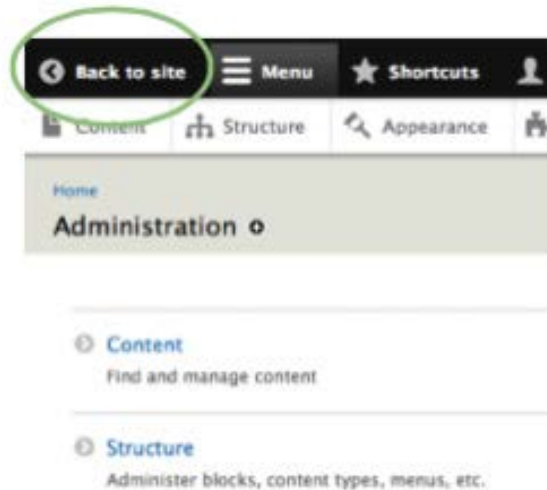 Back to site Menu Shortcuts
Content Structure Appearance
Home
Administration
Content
Find and manage content
Structure
Administer blocks, content types, menus, etc.